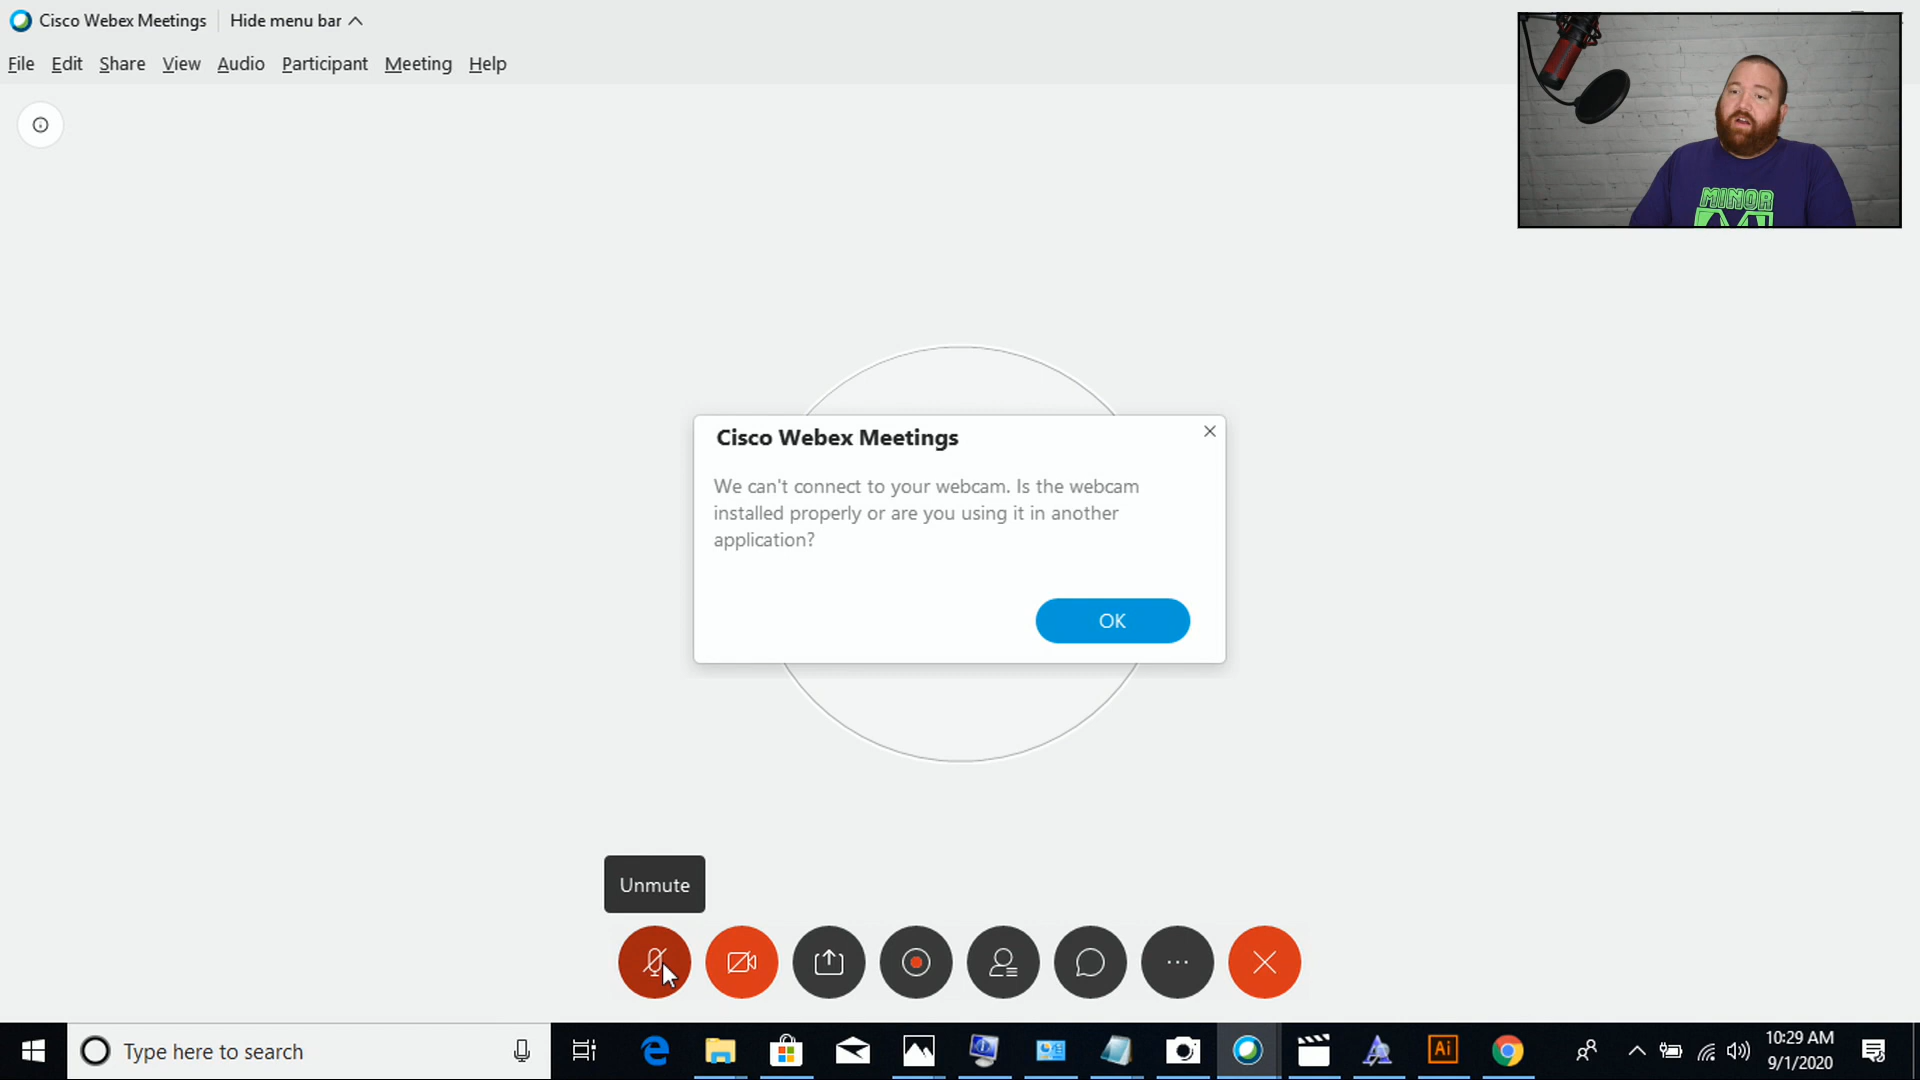 Cisco Webex Meetings
Hide menu bar
File Edit Share View Audio Participant Meeting Help
MINOR
Cisco Webex Meetings
We can't connect to your webcam. Is the webcam
installed properly or are you using it in another
application?
OK
Unmute
Type here to search
Ai
10:29 AM
9/1/2020